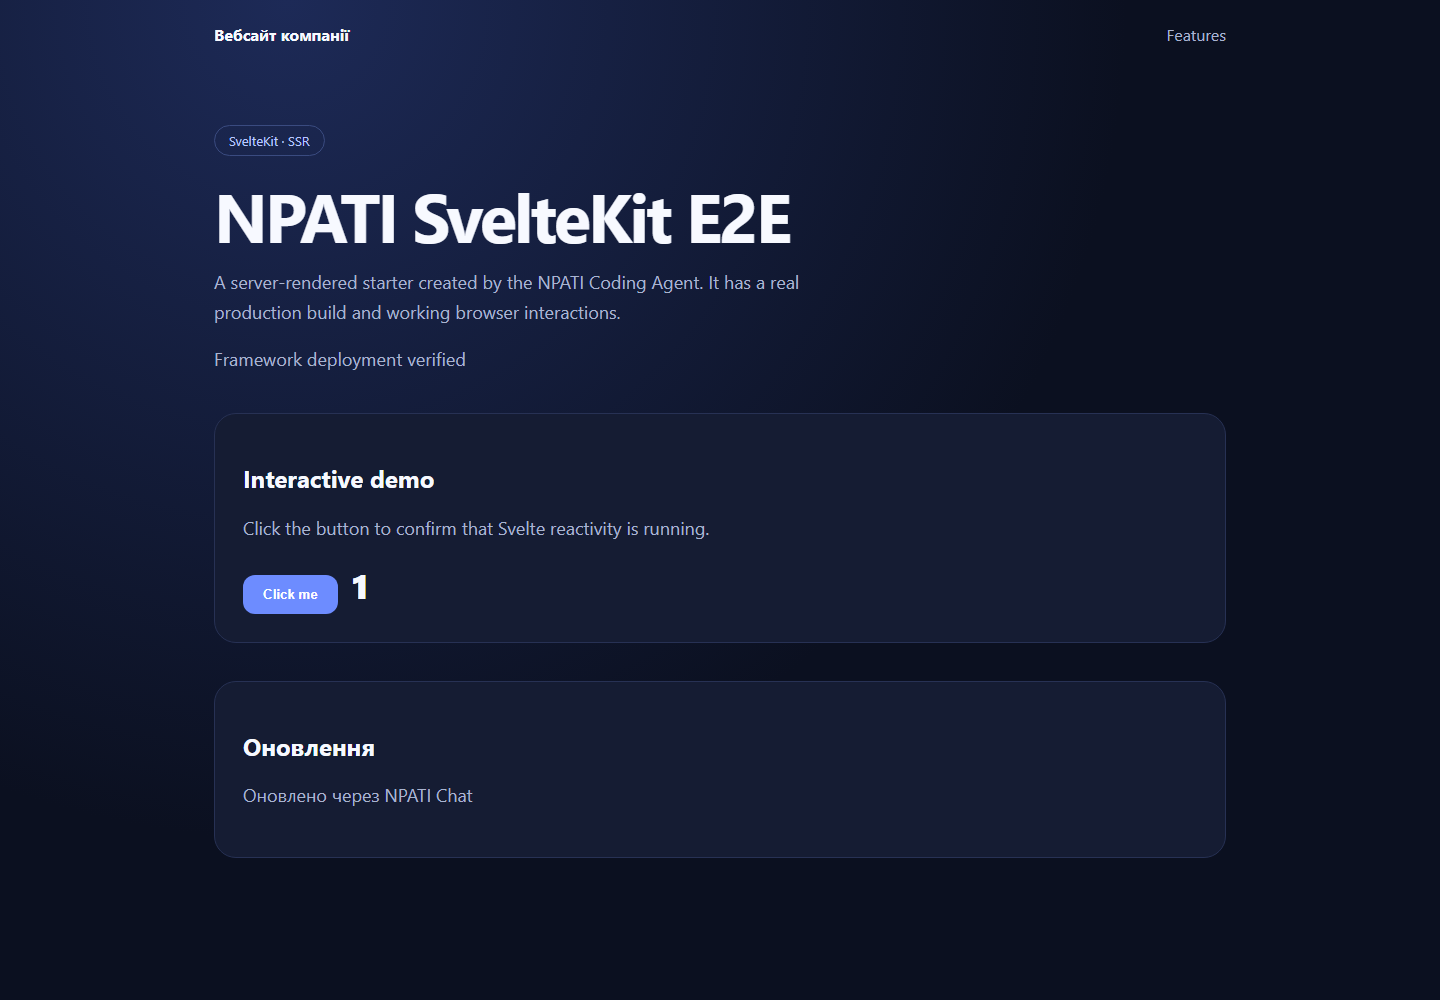 Вебсайт компанії
Features
SvelteKit · SSR
NPATI SvelteKit E2E
A server-rendered starter created by the NPATI Coding Agent. It has a real
production build and working browser interactions.
Framework deployment verified
Interactive demo
Click the button to confirm that Svelte reactivity is running.
Click me 1
Оновлення
Оновлено через NPATI Chat